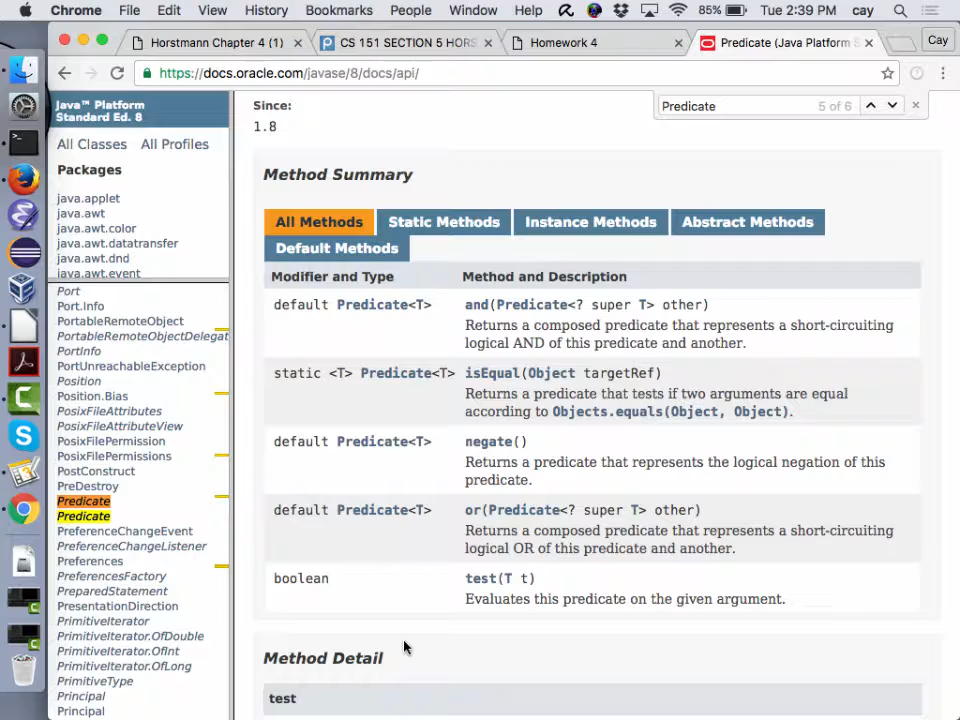 Chrome File Edit View History Bookmarks People Window Help 85% Tue 2:39 PM cay
Horstmann Chapter 4 (1) × CS 151 SECTION 5 HORS × Homework 4 × Predicate (Java Platform S × Cay
https://docs.oracle.com/javase/8/docs/api/
Predicate 5 of 6
Java™ Platform
Standard Ed. 8
All Classes All Profiles
Packages
java.applet
java.awt
java.awt.color
java.awt.datatransfer
java.awt.dnd
java.awt.event
Port
Port.Info
PortableRemoteObject
PortableRemoteObjectDelegat
PortInfo
PortUnreachableException
Position
Position.Bias
PosixFileAttributes
PosixFileAttributeView
PosixFilePermission
PosixFilePermissions
PostConstruct
PreDestroy
Predicate
Predicate
PreferenceChangeEvent
PreferenceChangeListener
Preferences
PreferencesFactory
PreparedStatement
PresentationDirection
PrimitiveIterator
PrimitiveIterator.OfDouble
PrimitiveIterator.OfInt
PrimitiveIterator.OfLong
PrimitiveType
Principal
Principal
Since:
1.8
Method Summary
All Methods Static Methods Instance Methods Abstract Methods
Default Methods
Modifier and Type Method and Description
default Predicate<T> and(Predicate<? super T> other)
Returns a composed predicate that represents a short-circuiting
logical AND of this predicate and another.
static <T> Predicate<T> isEqual(Object targetRef)
Returns a predicate that tests if two arguments are equal
according to Objects.equals(Object, Object).
default Predicate<T> negate()
Returns a predicate that represents the logical negation of this
predicate.
default Predicate<T> or(Predicate<? super T> other)
Returns a composed predicate that represents a short-circuiting
logical OR of this predicate and another.
boolean test(T t)
Evaluates this predicate on the given argument.
Method Detail
test